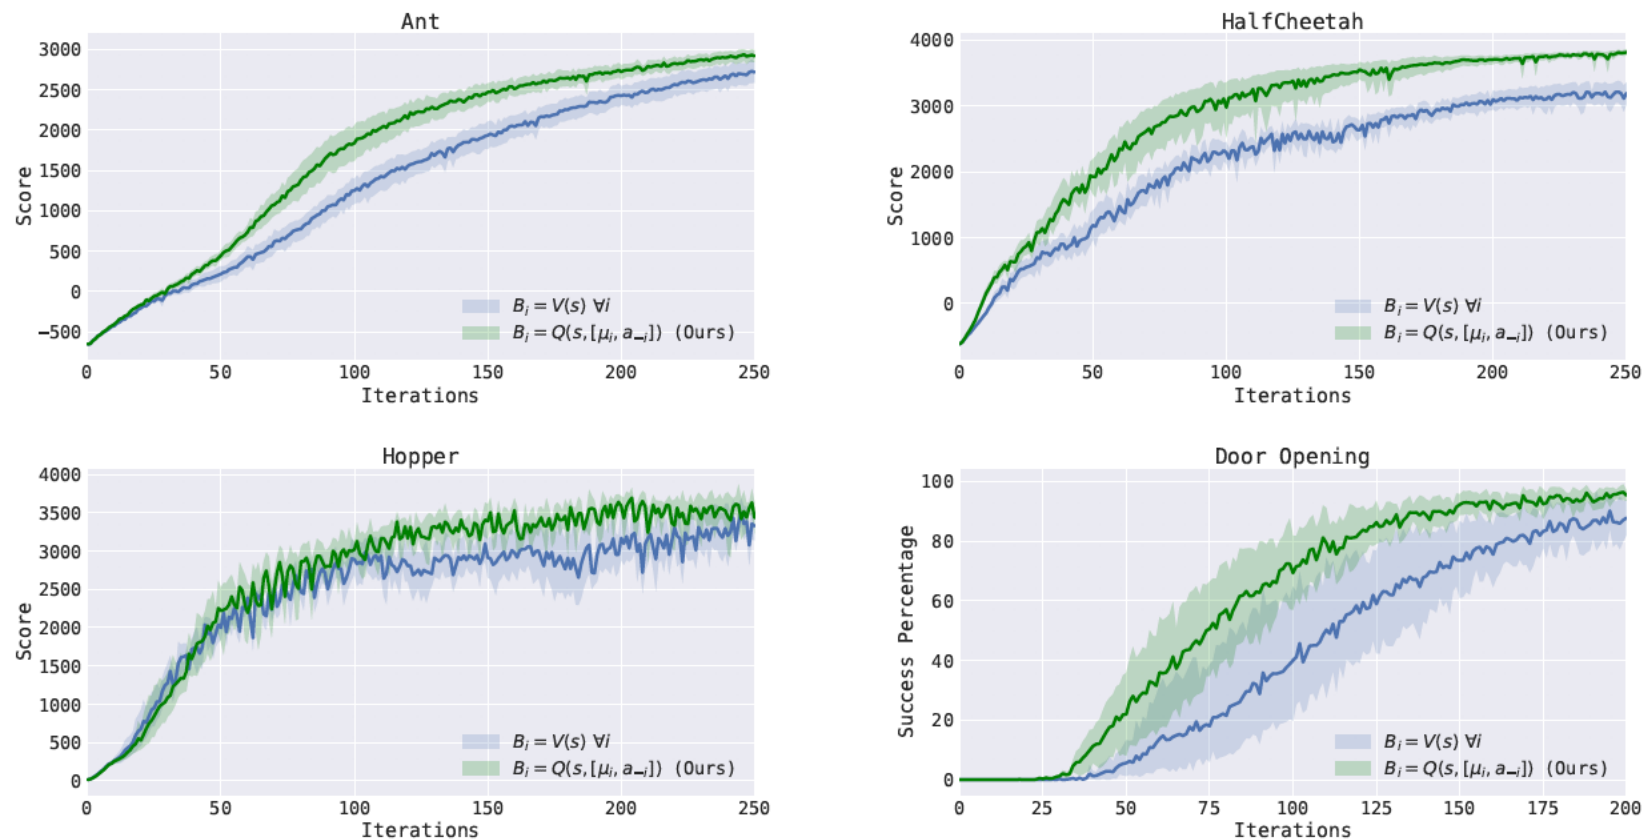 Ant
3000
2500
2000
1500
1000
500
0
−500
Score
B_i = V(s) ∀i
B_i = Q(s, [μ_i, a_−i]) (Ours)
0 50 100 150 200 250
Iterations
HalfCheetah
4000
3000
2000
1000
0
Score
B_i = V(s) ∀i
B_i = Q(s, [μ_i, a_−i]) (Ours)
0 50 100 150 200 250
Iterations
Hopper
4000
3500
3000
2500
2000
1500
1000
500
0
Score
B_i = V(s) ∀i
B_i = Q(s, [μ_i, a_−i]) (Ours)
0 50 100 150 200 250
Iterations
Door Opening
100
80
60
40
20
0
Success Percentage
B_i = V(s) ∀i
B_i = Q(s, [μ_i, a_−i]) (Ours)
0 25 50 75 100 125 150 175 200
Iterations